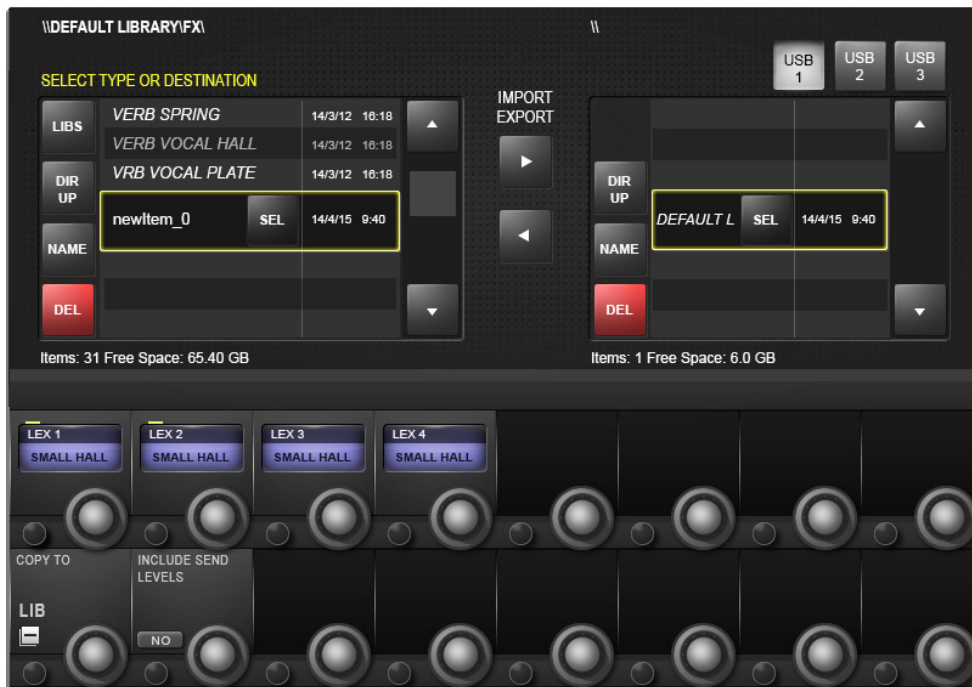 \\DEFAULT LIBRARY\FX\
\\
USB 1
USB 2
USB 3
SELECT TYPE OR DESTINATION
IMPORT
EXPORT
LIBS
VERB SPRING 14/3/12 16:18
VERB VOCAL HALL 14/3/12 16:18
DIR UP
VRB VOCAL PLATE 14/3/12 16:18
newItem_0 SEL 14/4/15 9:40
NAME
DEL
DIR UP
DEFAULT L SEL 14/4/15 9:40
NAME
DEL
Items: 31 Free Space: 65.40 GB
Items: 1 Free Space: 6.0 GB
LEX 1
SMALL HALL
LEX 2
SMALL HALL
LEX 3
SMALL HALL
LEX 4
SMALL HALL
COPY TO
LIB
INCLUDE SEND
LEVELS
NO